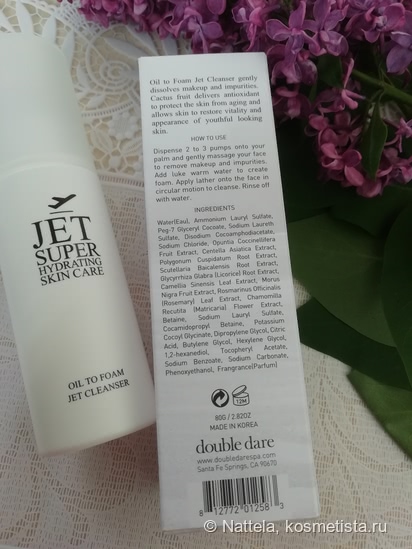 JET
SUPER
HYDRATING
SKIN CARE
OIL TO FOAM
JET CLEANSER
Oil to Foam Jet Cleanser gently
dissolves makeup and impurities.
Cactus fruit delivers antioxidant
to protect the skin from aging and
allows skin to restore vitality and
appearance of youthful looking
skin.
HOW TO USE
Dispense 2 to 3 pumps onto your
palm and gently massage your face
to remove makeup and impurities.
Add luke warm water to create
foam. Apply lather onto the face in
circular motion to cleanse. Rinse off
with water.
INGREDIENTS
Water(Eau), Ammonium Lauryl Sulfate,
Peg-7 Glyceryl Cocoate, Sodium Laureth
Sulfate, Disodium Cocoamphodiacetate,
Sodium Chloride, Opuntia Coccinellifera
Fruit Extract, Centella Asiatica Extract,
Polygonum Cuspidatum Root Extract,
Scutellaria Baicalensis Root Extract,
Glycyrrhiza Glabra (Licorice) Root Extract,
Camellia Sinensis Leaf Extract, Morus
Nigra Fruit Extract, Rosmarinus Officinalis
(Rosemary) Leaf Extract, Chamomilla
Recutita (Matricaria) Flower Extract,
Betaine, Sodium Lauryl Sulfate,
Cocamidopropyl Betaine, Potassium
Cocoyl Glycinate, Dipropylene Glycol, Citric
Acid, Butylene Glycol, Hexylene Glycol,
1,2-hexanediol, Tocopheryl Acetate,
Sodium Benzoate, Sodium Carbonate,
Phenoxyethanol, Frangrance(Parfum)
12M
80G / 2.82OZ
MADE IN KOREA
double dare
www.doubledarespa.com
Santa Fe Springs, CA 90670
8 12772 01258 3
© Nattela, kosmetista.ru